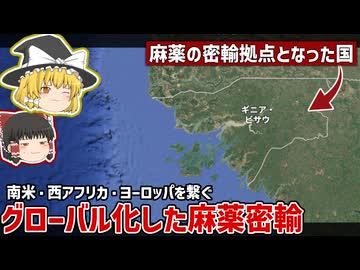 麻薬の密輸拠点となった国
ギニア・
ビサウ
南米・西アフリカ・ヨーロッパを繋ぐ
グローバル化した麻薬密輸